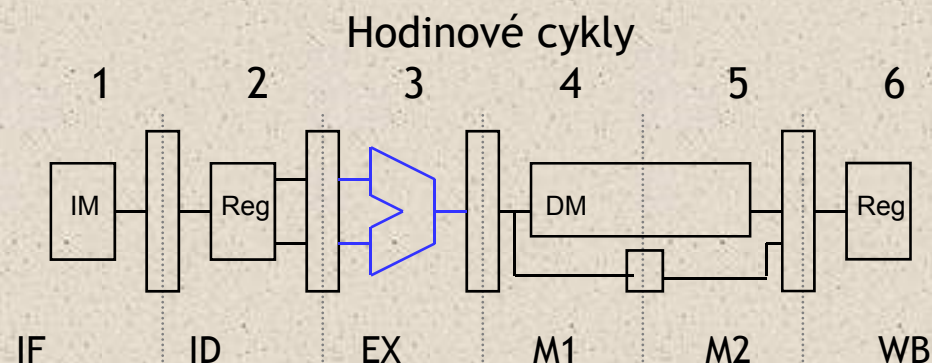 Hodinové cykly
1 2 3 4 5 6
IM Reg DM Reg
IF ID EX M1 M2 WB